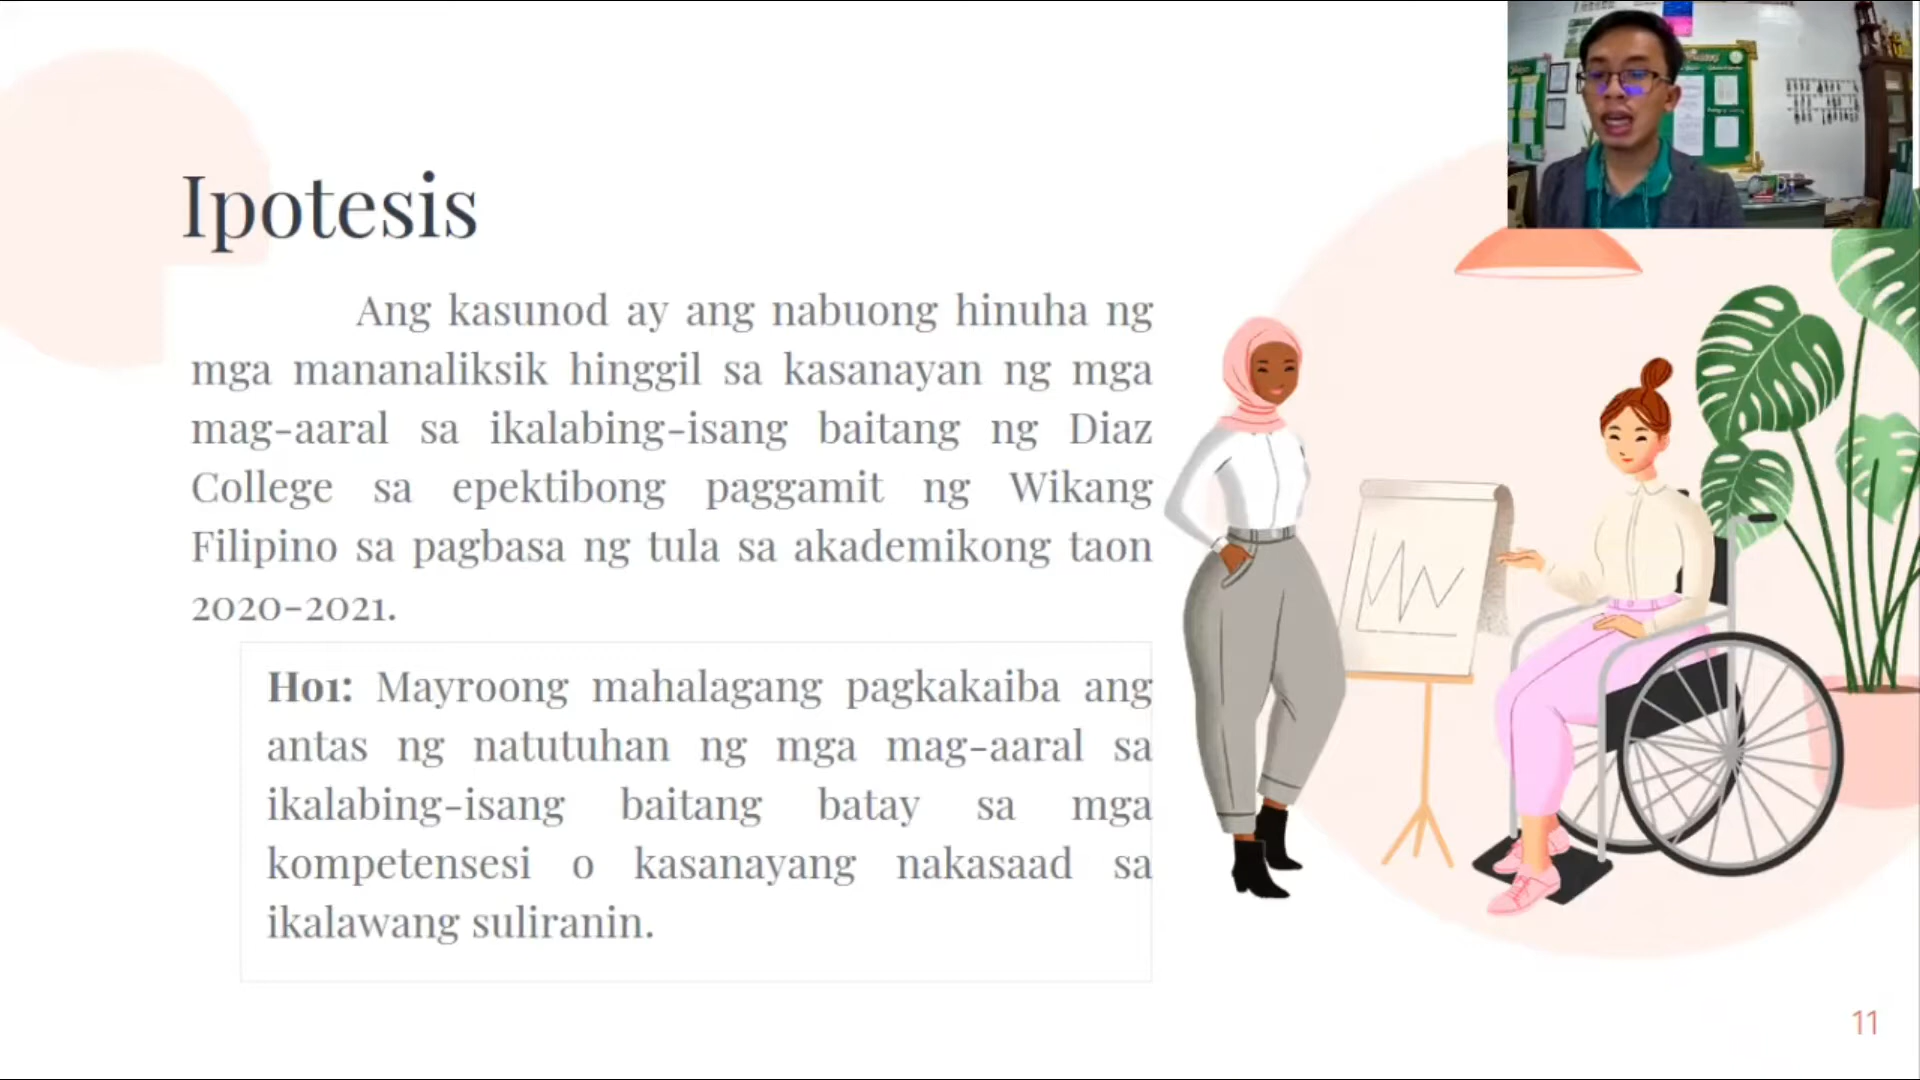 Ipotesis
Ang kasunod ay ang nabuong hinuha ng
mga mananaliksik hinggil sa kasanayan ng mga
mag-aaral sa ikalabing-isang baitang ng Diaz
College sa epektibong paggamit ng Wikang
Filipino sa pagbasa ng tula sa akademikong taon
2020-2021.
Ho1: Mayroong mahalagang pagkakaiba ang
antas ng natutuhan ng mga mag-aaral sa
ikalabing-isang baitang batay sa mga
kompetensesi o kasanayang nakasaad sa
ikalawang suliranin.
11